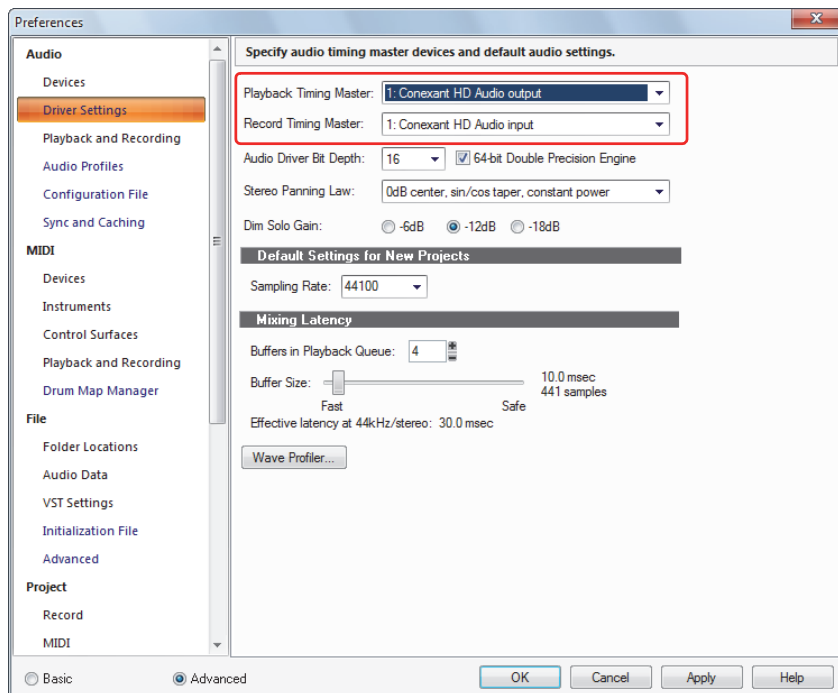 Preferences
Audio
Devices
Driver Settings
Playback and Recording
Audio Profiles
Configuration File
Sync and Caching
MIDI
Devices
Instruments
Control Surfaces
Playback and Recording
Drum Map Manager
File
Folder Locations
Audio Data
VST Settings
Initialization File
Advanced
Project
Record
MIDI
Basic
Advanced
Specify audio timing master devices and default audio settings.
Playback Timing Master: 1: Conexant HD Audio output
Record Timing Master: 1: Conexant HD Audio input
Audio Driver Bit Depth: 16 64-bit Double Precision Engine
Stereo Panning Law: 0dB center, sin/cos taper, constant power
Dim Solo Gain: -6dB -12dB -18dB
Default Settings for New Projects
Sampling Rate: 44100
Mixing Latency
Buffers in Playback Queue: 4
Buffer Size: 10.0 msec
441 samples
Fast Safe
Effective latency at 44kHz/stereo: 30.0 msec
Wave Profiler...
OK Cancel Apply Help